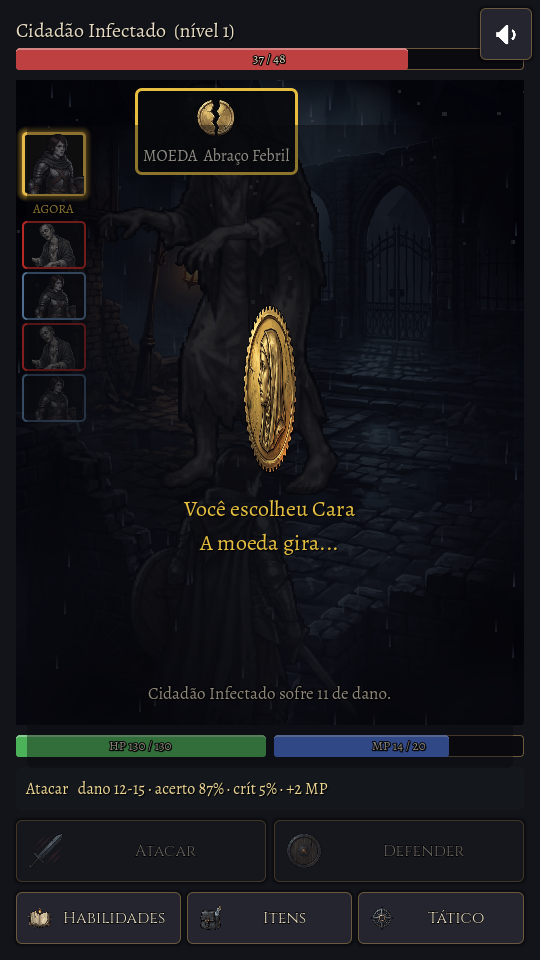 Cidadão Infectado (nível 1)
37 / 48
MOEDA Abraço Febril
AGORA
Você escolheu Cara
A moeda gira...
Cidadão Infectado sofre 11 de dano.
HP 130 / 130
MP 14 / 20
Atacar dano 12-15 · acerto 87% · crít 5% · +2 MP
ATACAR
DEFENDER
HABILIDADES
ITENS
TÁTICO